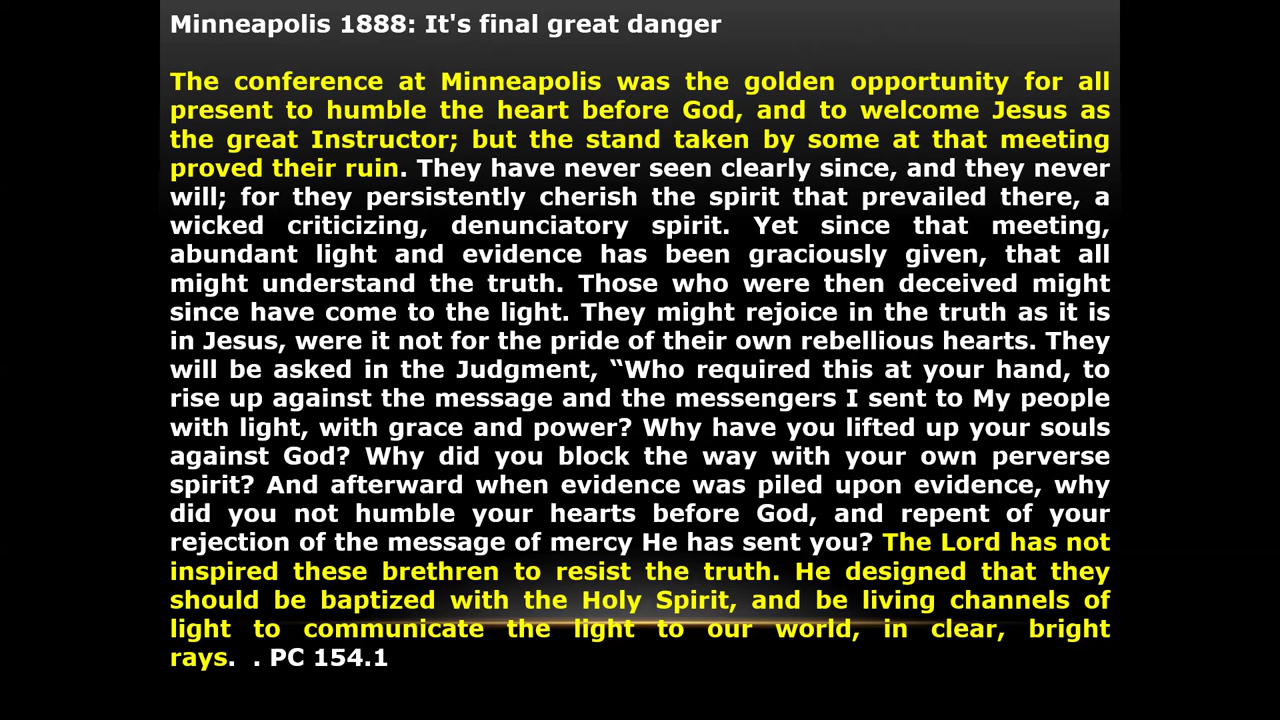 Minneapolis 1888: It's final great danger
The conference at Minneapolis was the golden opportunity for all
present to humble the heart before God, and to welcome Jesus as
the great Instructor; but the stand taken by some at that meeting
proved their ruin. They have never seen clearly since, and they never
will; for they persistently cherish the spirit that prevailed there, a
wicked criticizing, denunciatory spirit. Yet since that meeting,
abundant light and evidence has been graciously given, that all
might understand the truth. Those who were then deceived might
since have come to the light. They might rejoice in the truth as it is
in Jesus, were it not for the pride of their own rebellious hearts. They
will be asked in the Judgment, “Who required this at your hand, to
rise up against the message and the messengers I sent to My people
with light, with grace and power? Why have you lifted up your souls
against God? Why did you block the way with your own perverse
spirit? And afterward when evidence was piled upon evidence, why
did you not humble your hearts before God, and repent of your
rejection of the message of mercy He has sent you? The Lord has not
inspired these brethren to resist the truth. He designed that they
should be baptized with the Holy Spirit, and be living channels of
light to communicate the light to our world, in clear, bright
rays. . PC 154.1